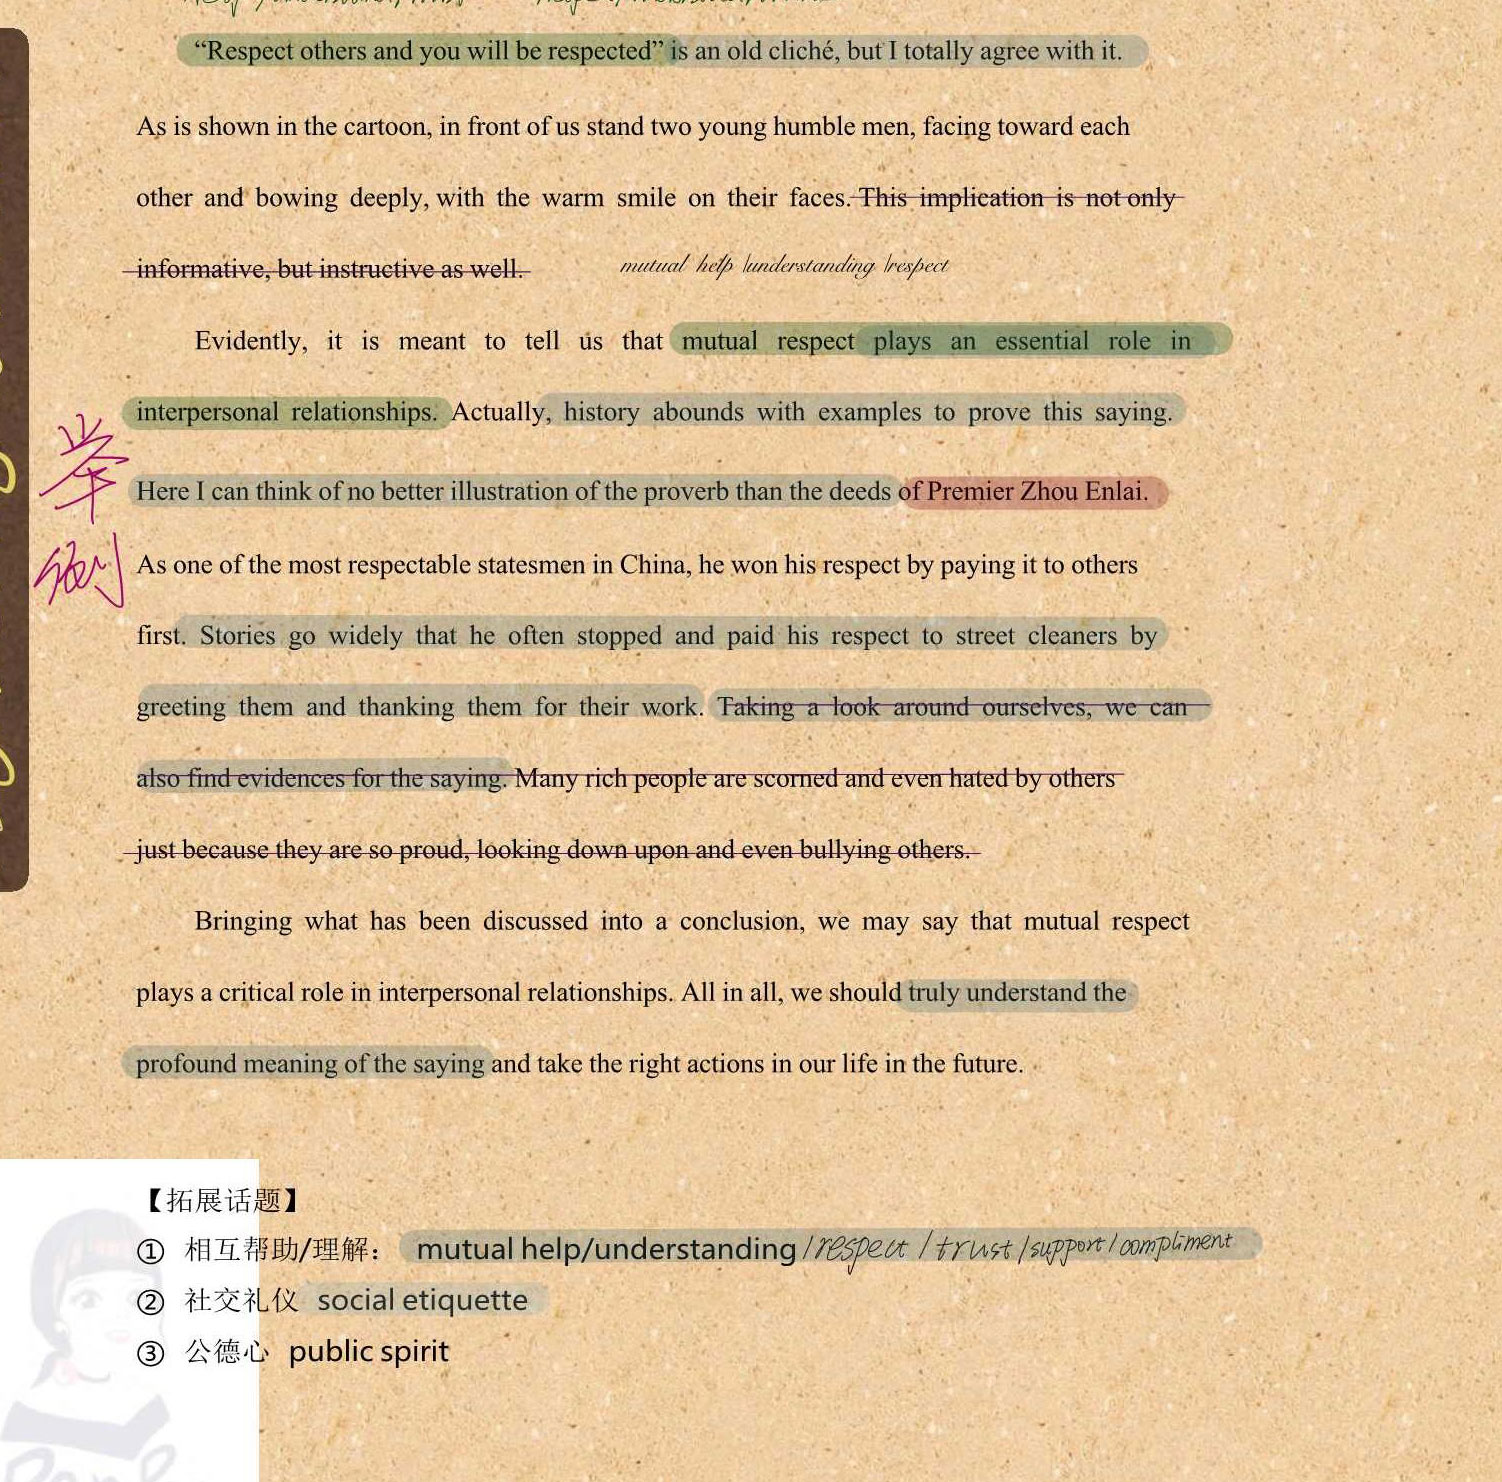 “Respect others and you will be respected” is an old cliché, but I totally agree with it.
As is shown in the cartoon, in front of us stand two young humble men, facing toward each
other and bowing deeply, with the warm smile on their faces. This implication is not only
informative, but instructive as well.
mutual help \understanding \respect
Evidently, it is meant to tell us that mutual respect plays an essential role in
interpersonal relationships. Actually, history abounds with examples to prove this saying.
举例
Here I can think of no better illustration of the proverb than the deeds of Premier Zhou Enlai.
As one of the most respectable statesmen in China, he won his respect by paying it to others
first. Stories go widely that he often stopped and paid his respect to street cleaners by
greeting them and thanking them for their work. Taking a look around ourselves, we can
also find evidences for the saying. Many rich people are scorned and even hated by others
just because they are so proud, looking down upon and even bullying others.
Bringing what has been discussed into a conclusion, we may say that mutual respect
plays a critical role in interpersonal relationships. All in all, we should truly understand the
profound meaning of the saying and take the right actions in our life in the future.
【拓展话题】
① 相互帮助/理解： mutual help/understanding/respect/trust/support/compliment
② 社交礼仪 social etiquette
③ 公德心 public spirit